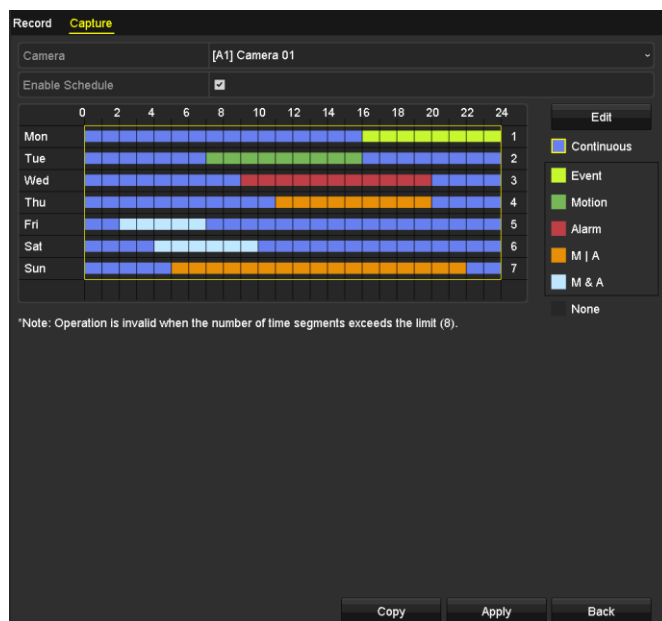 Record Capture
Camera [A1] Camera 01
Enable Schedule
0 2 4 6 8 10 12 14 16 18 20 22 24
Edit
Mon 1
Continuous
Tue 2
Wed 3
Event
Thu 4
Motion
Fri 5
Alarm
Sat 6
M | A
Sun 7
M & A
None
*Note: Operation is invalid when the number of time segments exceeds the limit (8).
Copy Apply Back